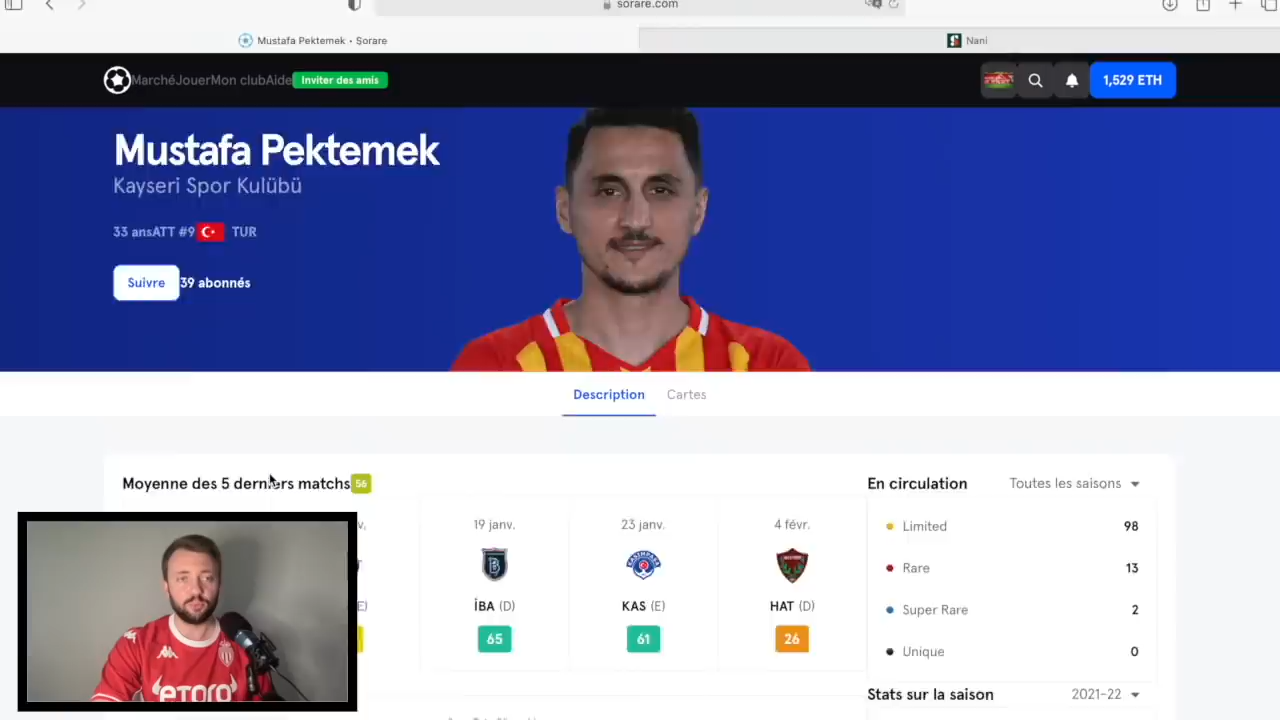 sorare.com
Mustafa Pektemek • Sorare
Nani
MarchéJouerMon clubAide
Inviter des amis
1,529 ETH
Mustafa Pektemek
Kayseri Spor Kulübü
33 ansATT #9 TUR
Suivre
39 abonnés
Description
Cartes
Moyenne des 5 derniers matchs 56
En circulation
Toutes les saisons
19 janv.
23 janv.
4 févr.
Limited 98
Rare 13
İBA (D)
KAS (E)
HAT (D)
Super Rare 2
65
61
26
Unique 0
Stats sur la saison
2021-22
etoro